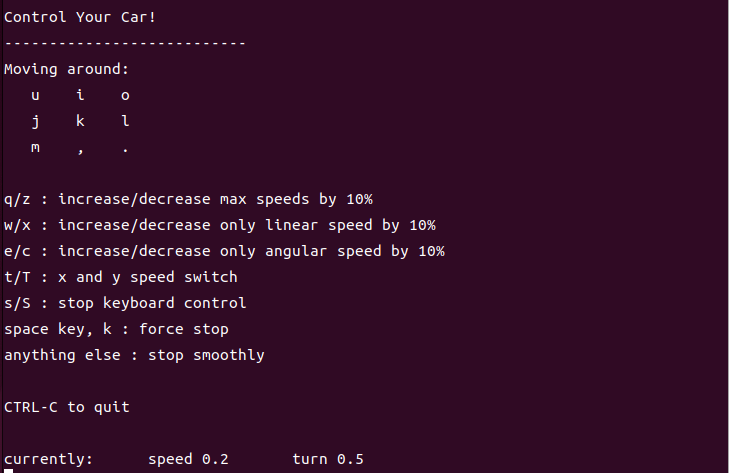 Control Your Car!
---------------------------
Moving around:
u i o
j k l
m , .
q/z : increase/decrease max speeds by 10%
w/x : increase/decrease only linear speed by 10%
e/c : increase/decrease only angular speed by 10%
t/T : x and y speed switch
s/S : stop keyboard control
space key, k : force stop
anything else : stop smoothly
CTRL-C to quit
currently: speed 0.2 turn 0.5